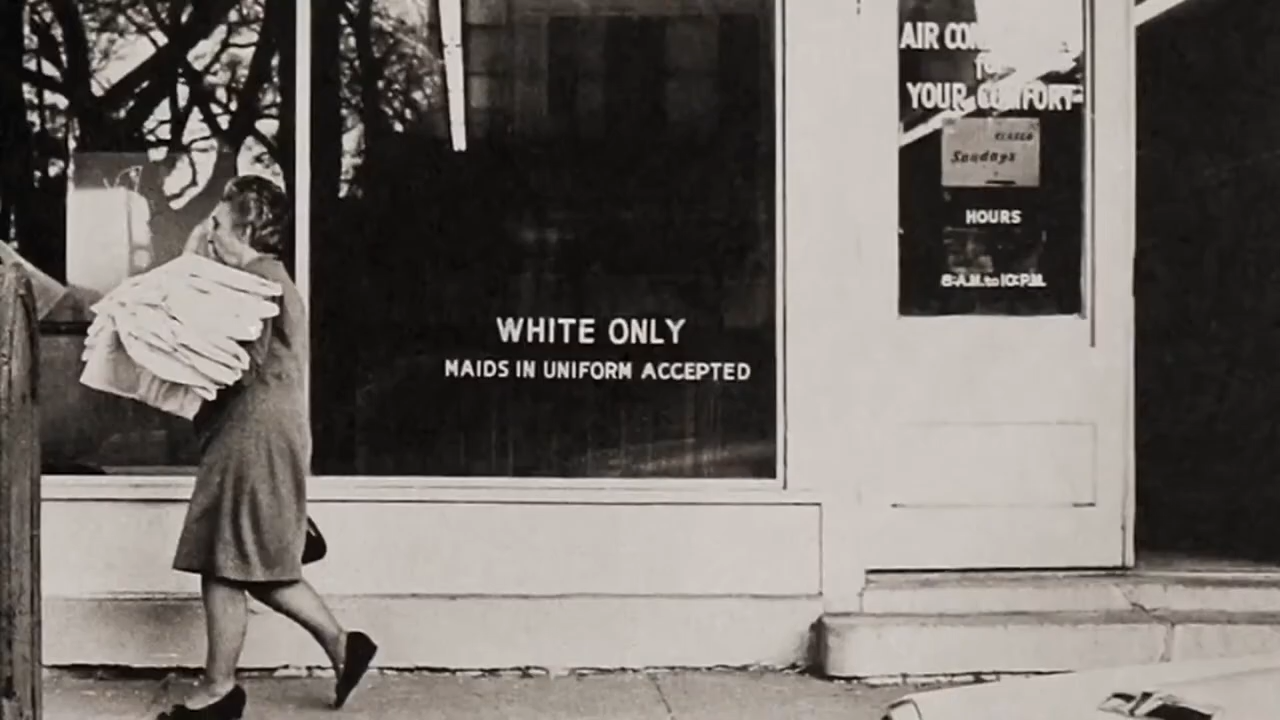 WHITE ONLY
MAIDS IN UNIFORM ACCEPTED
AIR
YOUR COMFORT
CLOSED
Sundays
HOURS
8 A.M. to 10 P.M.